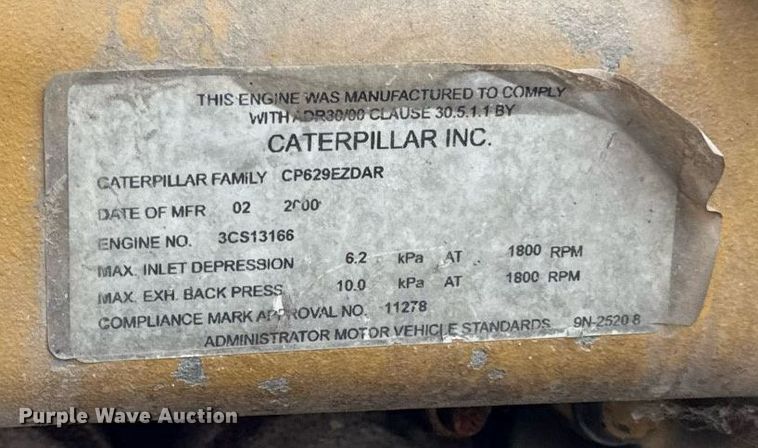 THIS ENGINE WAS MANUFACTURED TO COMPLY
WITH ADR30/00 CLAUSE 30.5.1.1 BY
CATERPILLAR INC.
CATERPILLAR FAMILY CP629EZDAR
DATE OF MFR 02 2000
ENGINE NO. 3CS13166
MAX. INLET DEPRESSION 6.2 kPa AT 1800 RPM
MAX. EXH. BACK PRESS 10.0 kPa AT 1800 RPM
COMPLIANCE MARK APPROVAL NO. 11278
ADMINISTRATOR MOTOR VEHICLE STANDARDS 9N-2520 8
Purple Wave Auction